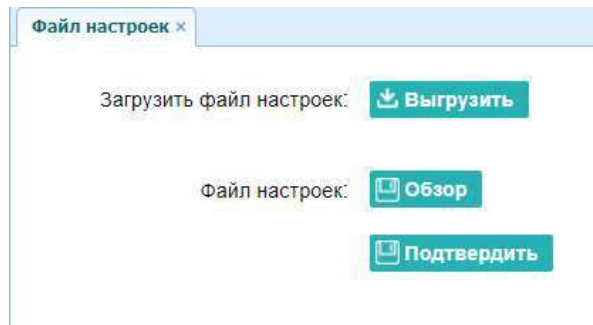 Файл настроек ×
Загрузить файл настроек: Выгрузить
Файл настроек: Обзор
Подтвердить